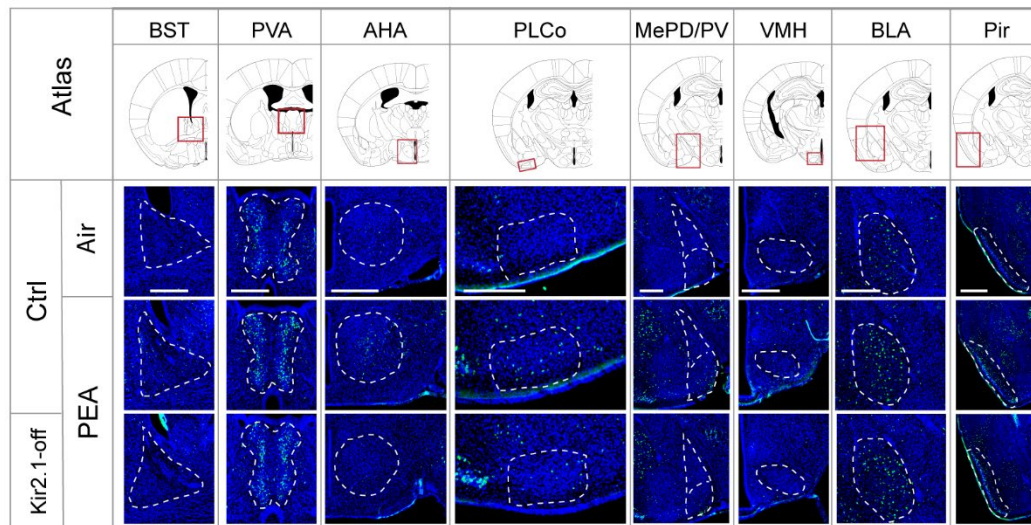 BST PVA AHA PLCo MePD/PV VMH BLA Pir
Atlas
Ctrl
Air
PEA
Kir2.1-off